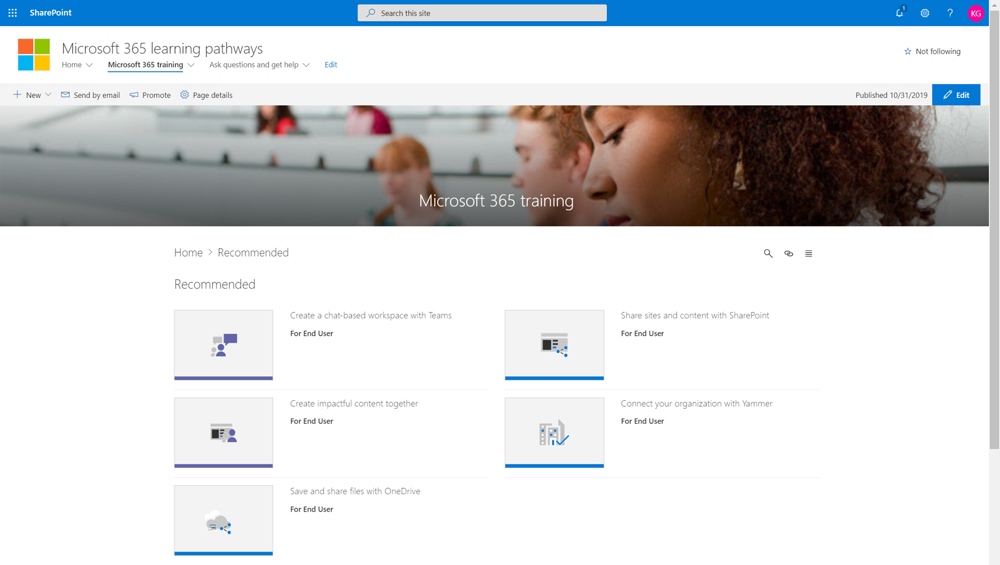 SharePoint
Search this site
1
KG
Microsoft 365 learning pathways
Not following
Home
Microsoft 365 training
Ask questions and get help
Edit
New
Send by email
Promote
Page details
Published 10/31/2019
Edit
Microsoft 365 training
Home > Recommended
Recommended
Create a chat-based workspace with Teams
For End User
Share sites and content with SharePoint
For End User
Create impactful content together
For End User
Connect your organization with Yammer
For End User
Save and share files with OneDrive
For End User